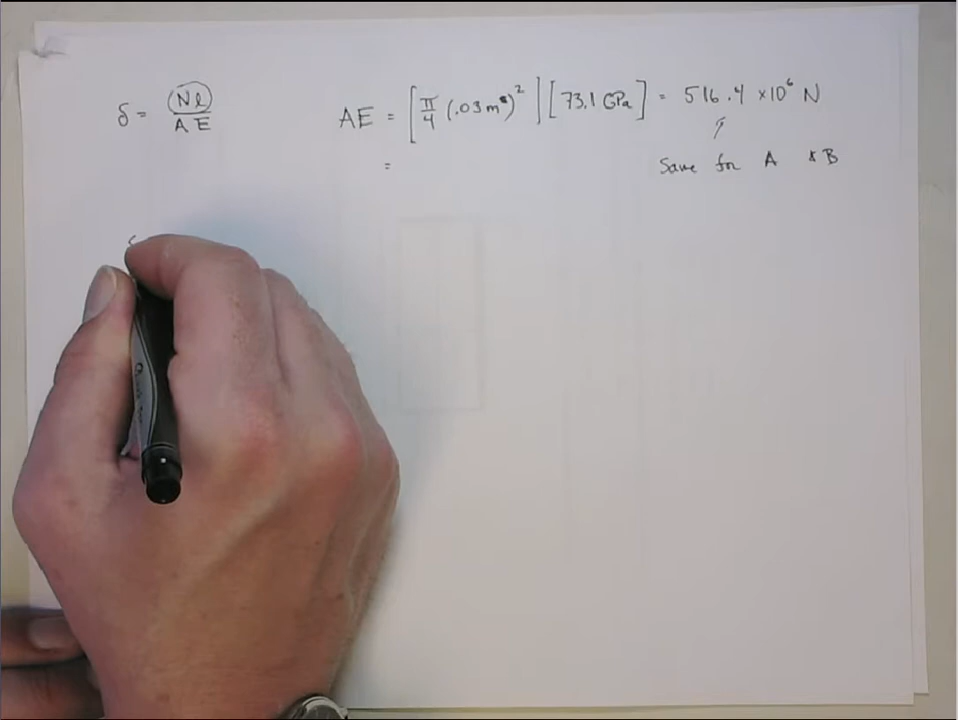 δ = Nl / AE
AE = [π/4 (.03 m)²] [73.1 GPa] = 516.4 ×10⁶ N
=
Same for A & B